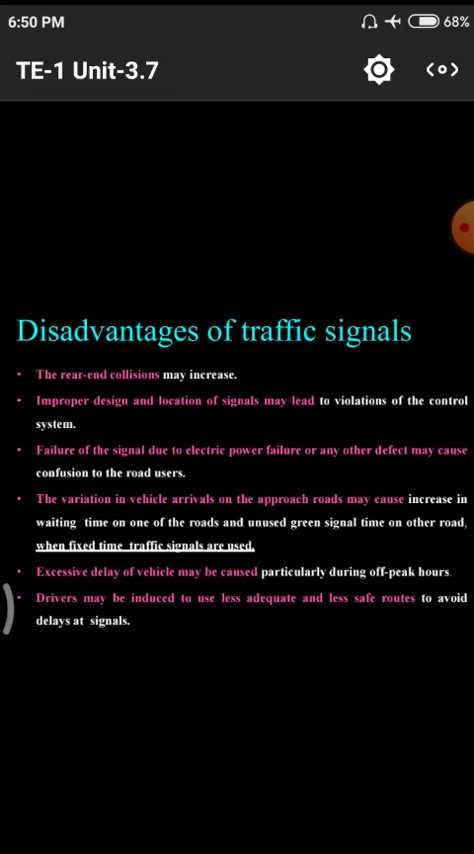 6:50 PM
68%
TE-1 Unit-3.7
Disadvantages of traffic signals
• The rear-end collisions may increase.
• Improper design and location of signals may lead to violations of the control
system.
• Failure of the signal due to electric power failure or any other defect may cause
confusion to the road users.
• The variation in vehicle arrivals on the approach roads may cause increase in
waiting time on one of the roads and unused green signal time on other road,
when fixed time traffic signals are used.
• Excessive delay of vehicle may be caused particularly during off-peak hours.
• Drivers may be induced to use less adequate and less safe routes to avoid
delays at signals.